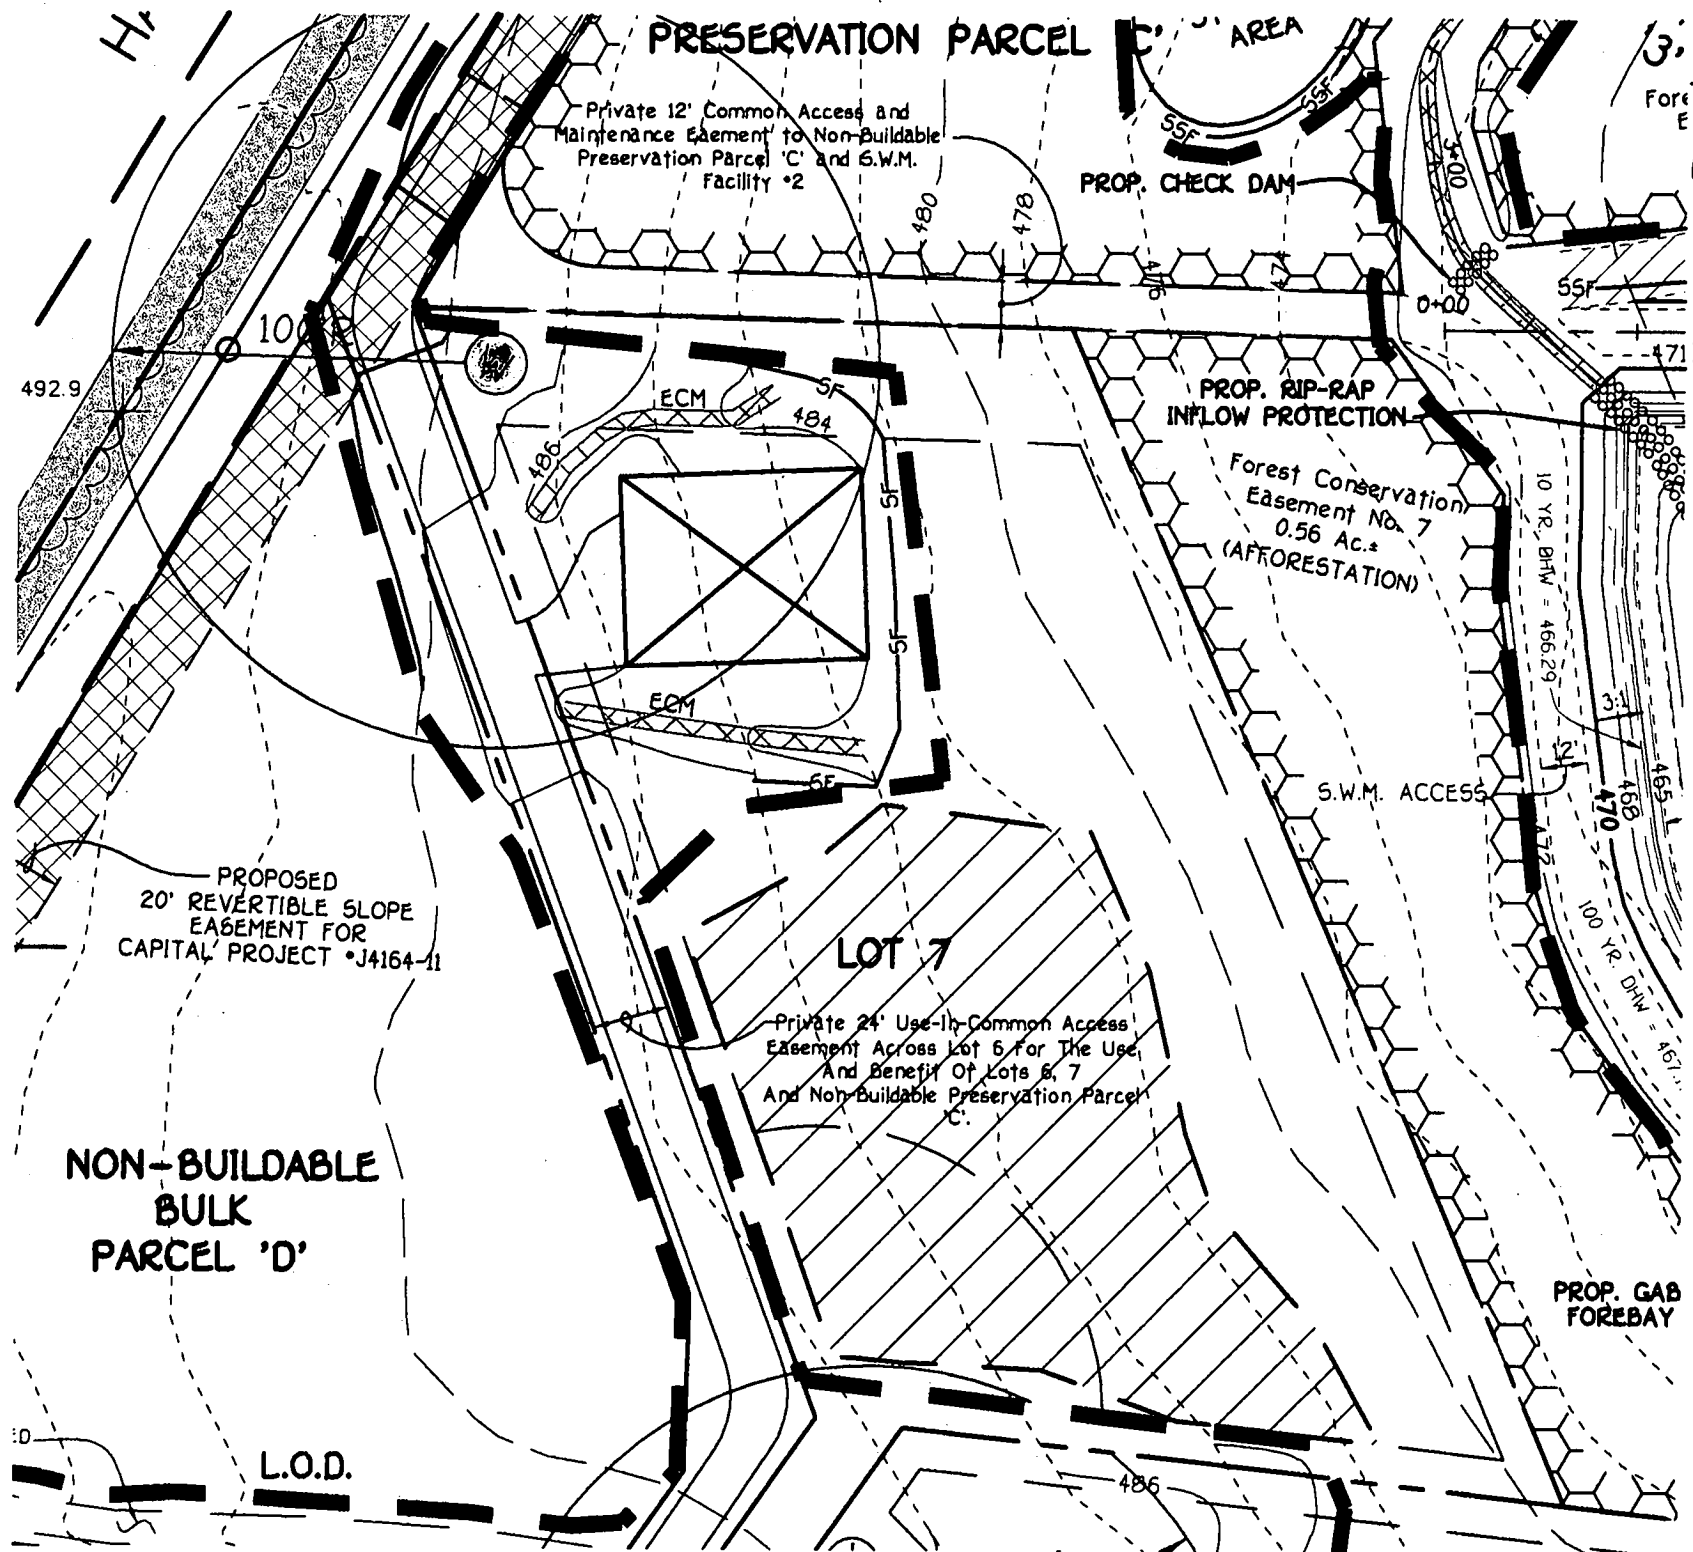 PRESERVATION PARCEL 'C'
AREA
Private 12' Common Access and
Maintenance Easement to Non-Buildable
Preservation Parcel 'C' and S.W.M.
Facility *2
SSF
SSF
PROP. CHECK DAM
3+00
480
478
476
474
0+00
SSF
100
492.9
471
PROP. RIP-RAP
INFLOW PROTECTION
ECM
SF
484
486
SF
SF
Forest Conservation
Easement No. 7
0.56 Ac.±
(AFFORESTATION)
10 YR. DHW = 466.29
3:1
12'
ECM
SF
S.W.M. ACCESS
472
470
468
465
100 YR. DHW = 467.
PROPOSED
20' REVERTIBLE SLOPE
EASEMENT FOR
CAPITAL PROJECT *J4164-11
LOT 7
Private 24' Use-In-Common Access
Easement Across Lot 6 For The Use
And Benefit Of Lots 6, 7
And Non-Buildable Preservation Parcel
'C'.
NON-BUILDABLE
BULK
PARCEL 'D'
PROP. GAB
FOREBAY
L.O.D.
486